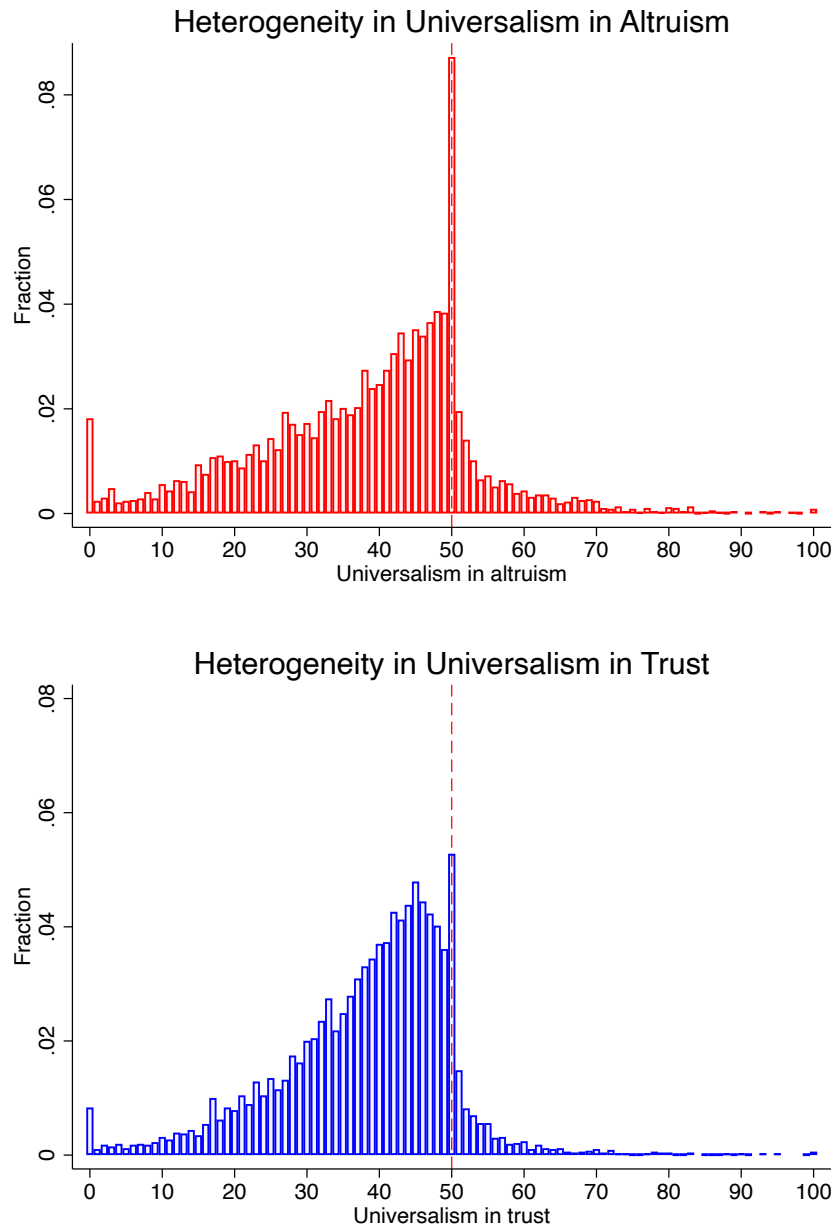 Heterogeneity in Universalism in Altruism
.08
.06
.04
.02
0
Fraction
0 10 20 30 40 50 60 70 80 90 100
Universalism in altruism
Heterogeneity in Universalism in Trust
.08
.06
.04
.02
0
Fraction
0 10 20 30 40 50 60 70 80 90 100
Universalism in trust